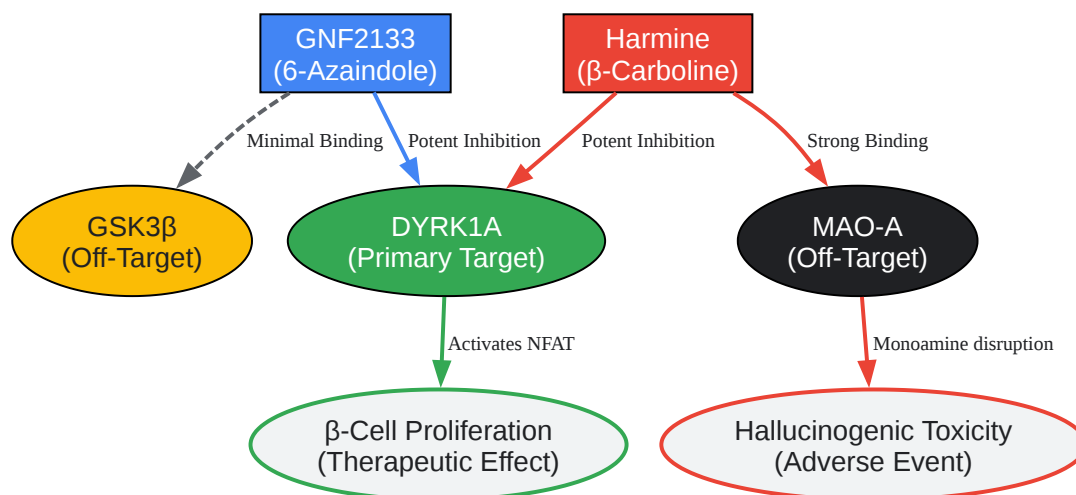 GNF2133
(6-Azaindole)
Harmine
(β-Carboline)
Minimal Binding
Potent Inhibition
Potent Inhibition
Strong Binding
GSK3β
(Off-Target)
DYRK1A
(Primary Target)
MAO-A
(Off-Target)
Activates NFAT
Monoamine disruption
β-Cell Proliferation
(Therapeutic Effect)
Hallucinogenic Toxicity
(Adverse Event)